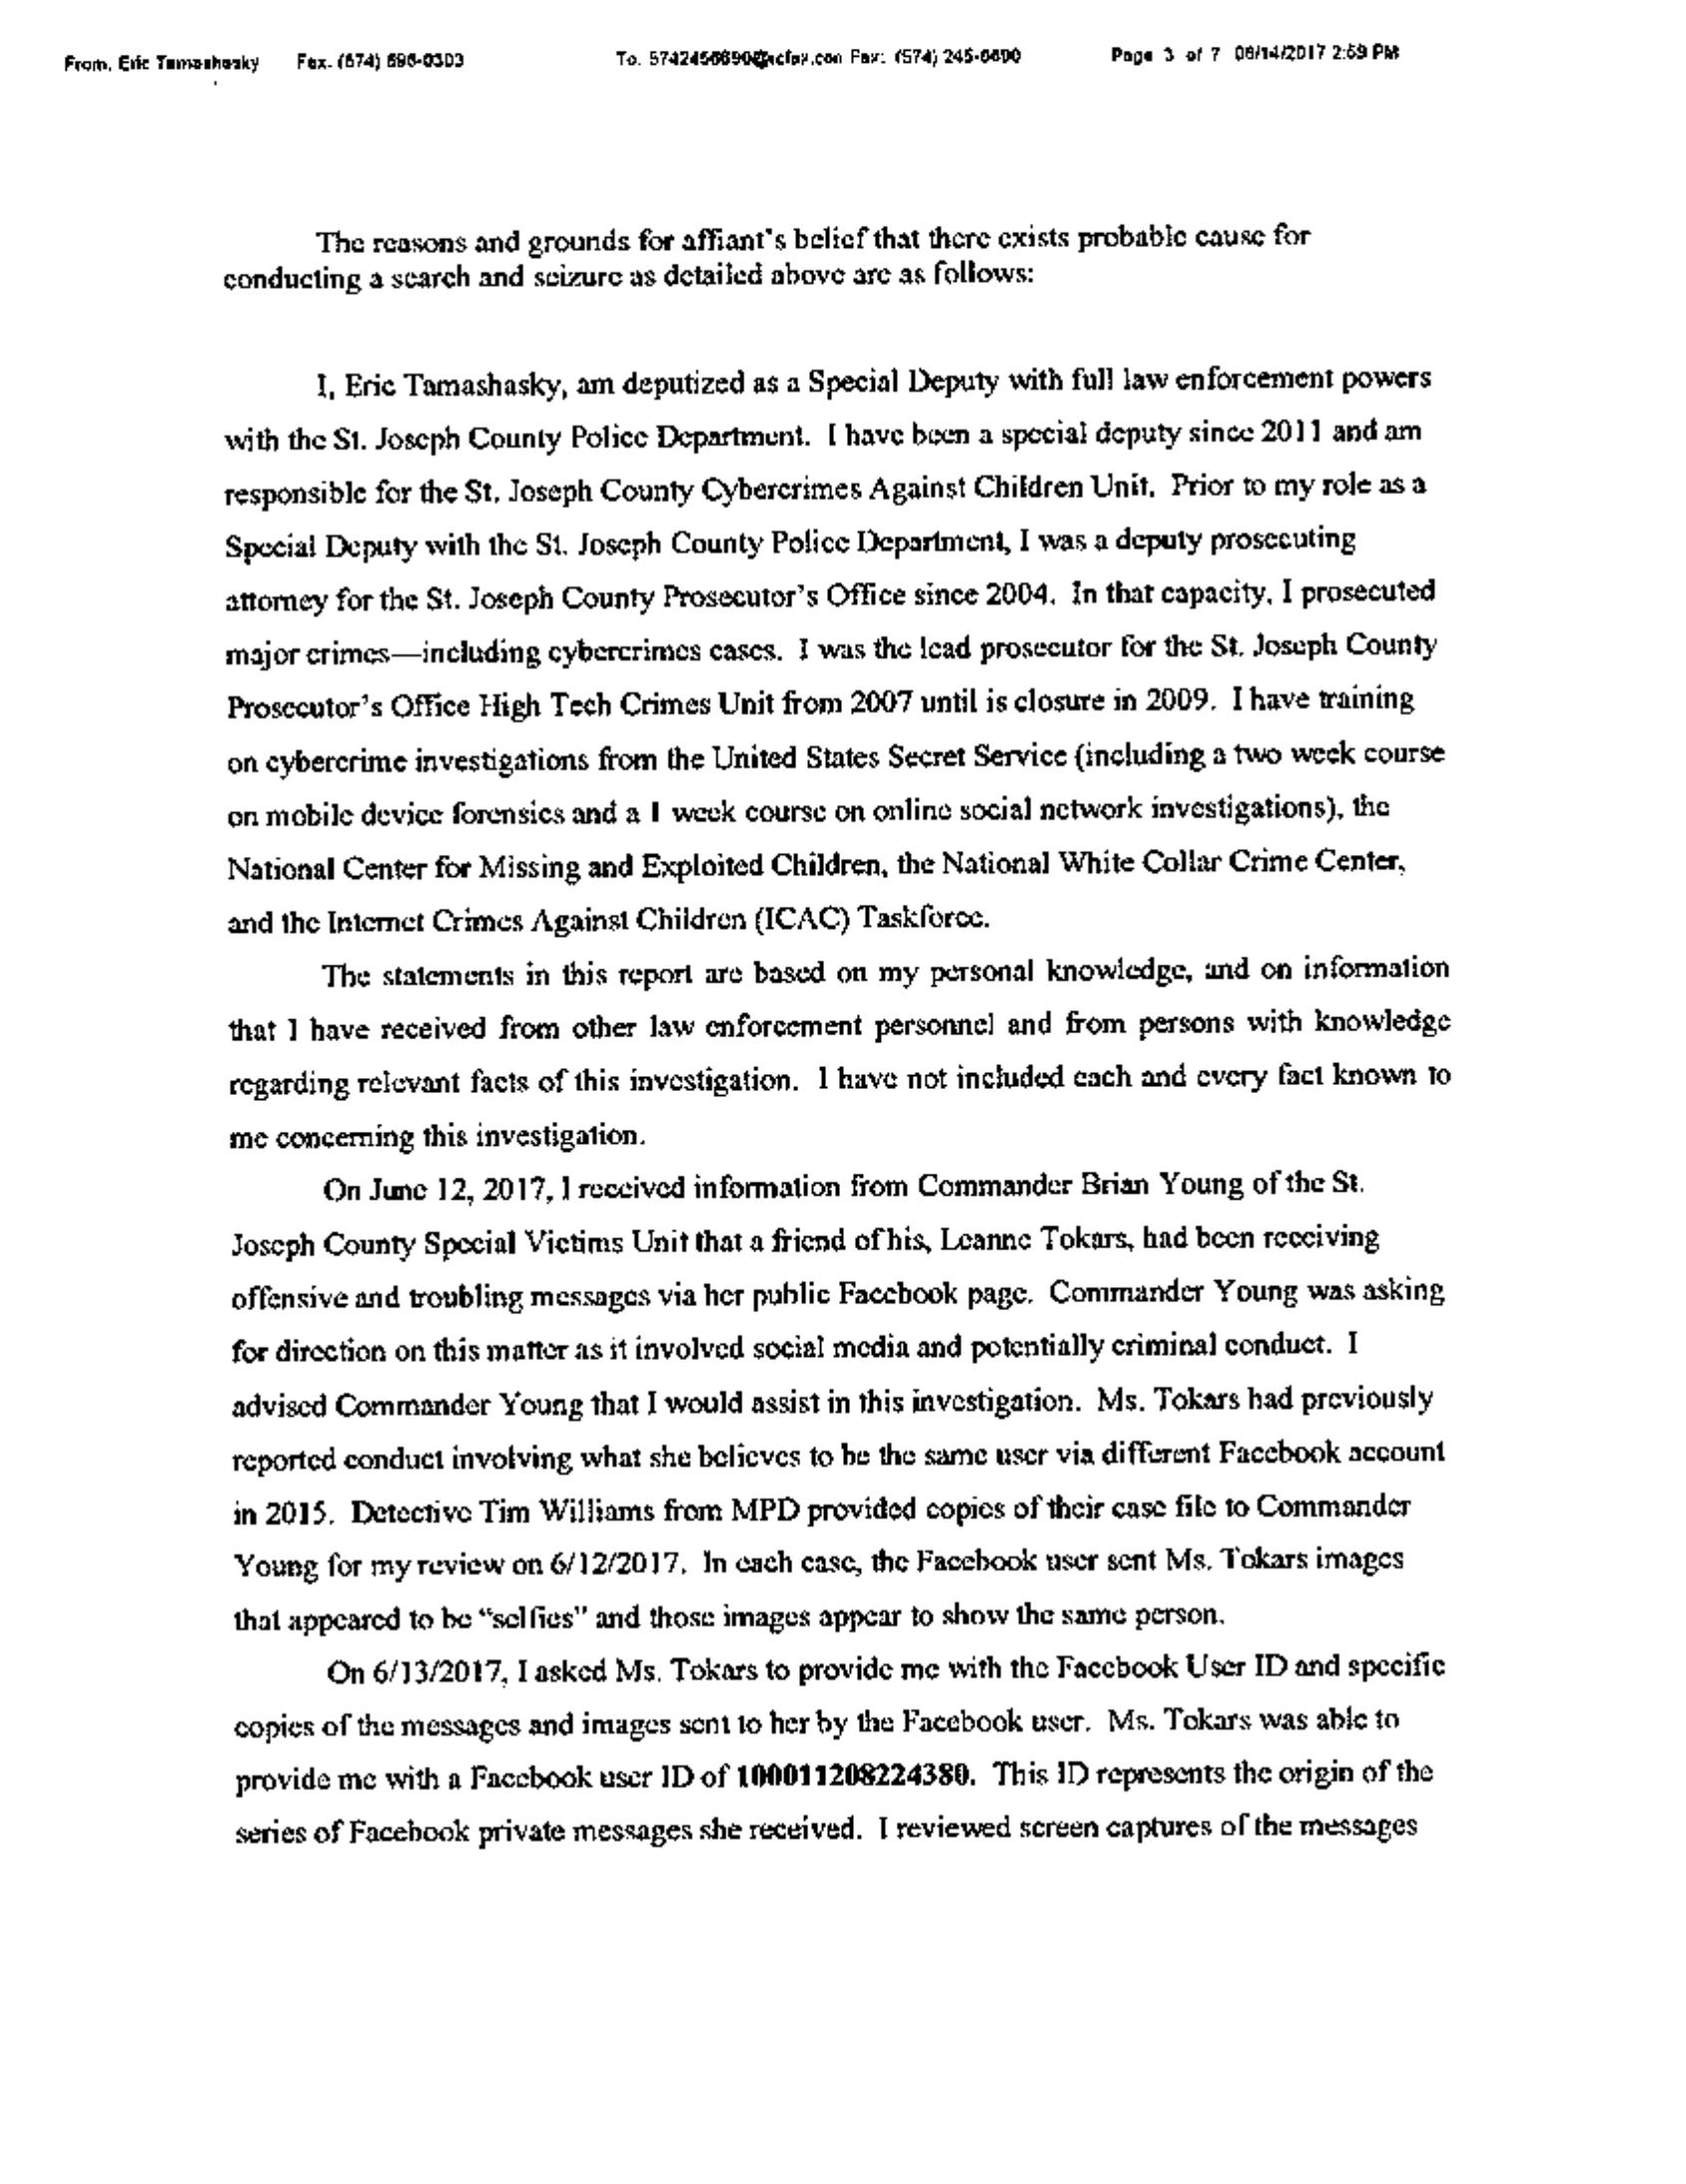 From. Eric Tamashasky Fax. (574) 696-0303 To. Fax: (574) 245-6690 Page 3 of 7 06/14/2017 2:59 PM
The reasons and grounds for affiant's belief that there exists probable cause for
conducting a search and seizure as detailed above are as follows:
I, Eric Tamashasky, am deputized as a Special Deputy with full law enforcement powers
with the St. Joseph County Police Department. I have been a special deputy since 2011 and am
responsible for the St. Joseph County Cybercrimes Against Children Unit. Prior to my role as a
Special Deputy with the St. Joseph County Police Department, I was a deputy prosecuting
attorney for the St. Joseph County Prosecutor's Office since 2004. In that capacity, I prosecuted
major crimes—including cybercrimes cases. I was the lead prosecutor for the St. Joseph County
Prosecutor's Office High Tech Crimes Unit from 2007 until is closure in 2009. I have training
on cybercrime investigations from the United States Secret Service (including a two week course
on mobile device forensics and a 1 week course on online social network investigations), the
National Center for Missing and Exploited Children, the National White Collar Crime Center,
and the Internet Crimes Against Children (ICAC) Taskforce.
The statements in this report are based on my personal knowledge, and on information
that I have received from other law enforcement personnel and from persons with knowledge
regarding relevant facts of this investigation. I have not included each and every fact known to
me concerning this investigation.
On June 12, 2017, I received information from Commander Brian Young of the St.
Joseph County Special Victims Unit that a friend of his, Leanne Tokars, had been receiving
offensive and troubling messages via her public Facebook page. Commander Young was asking
for direction on this matter as it involved social media and potentially criminal conduct. I
advised Commander Young that I would assist in this investigation. Ms. Tokars had previously
reported conduct involving what she believes to be the same user via different Facebook account
in 2015. Detective Tim Williams from MPD provided copies of their case file to Commander
Young for my review on 6/12/2017. In each case, the Facebook user sent Ms. Tokars images
that appeared to be "selfies" and those images appear to show the same person.
On 6/13/2017, I asked Ms. Tokars to provide me with the Facebook User ID and specific
copies of the messages and images sent to her by the Facebook user. Ms. Tokars was able to
provide me with a Facebook user ID of 100011208224380. This ID represents the origin of the
series of Facebook private messages she received. I reviewed screen captures of the messages